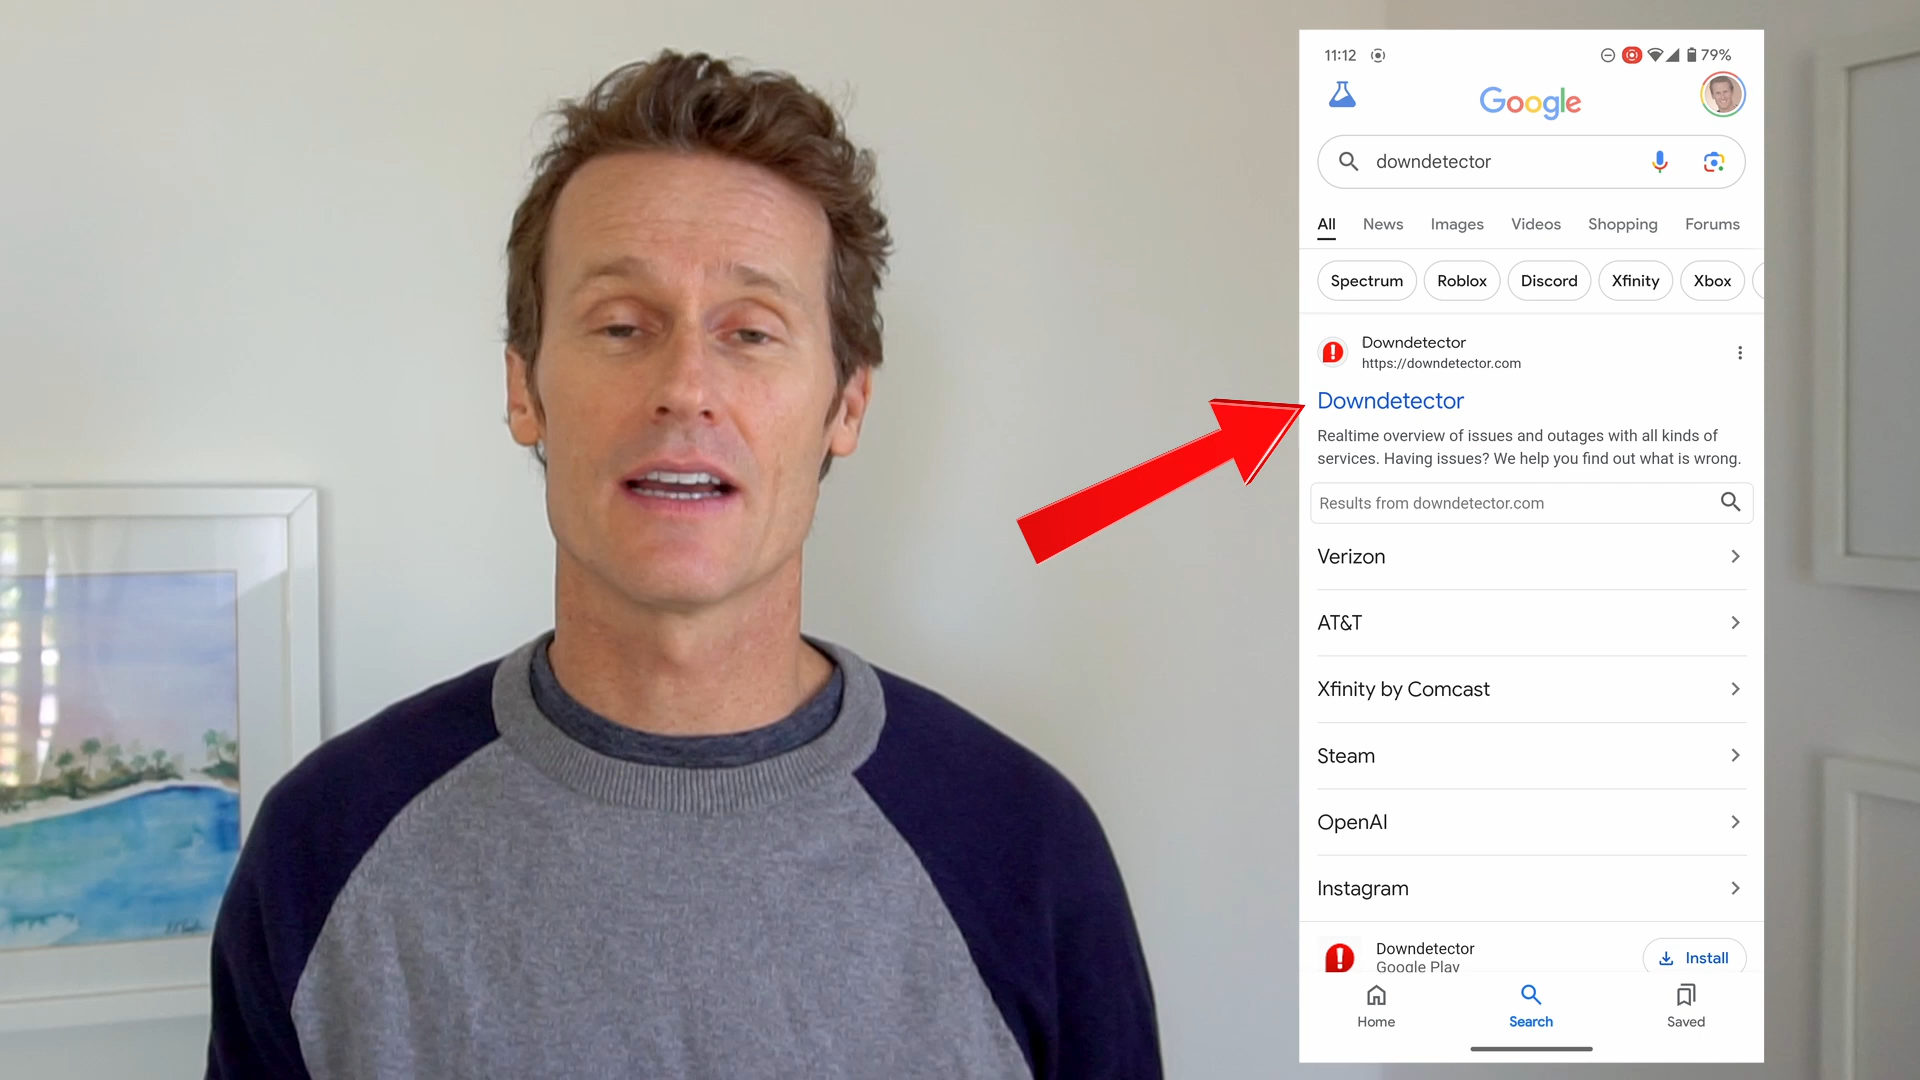 11:12
79%
Google
downdetector
All News Images Videos Shopping Forums
Spectrum Roblox Discord Xfinity Xbox
Downdetector
https://downdetector.com
Downdetector
Realtime overview of issues and outages with all kinds of
services. Having issues? We help you find out what is wrong.
Results from downdetector.com
Verizon
AT&T
Xfinity by Comcast
Steam
OpenAI
Instagram
Downdetector
Google Play
Install
Home Search Saved